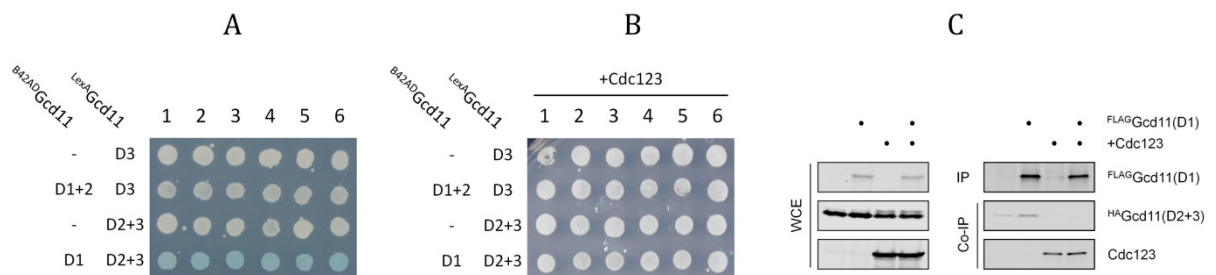 A
B42ADGcd11
LexAGcd11
1 2 3 4 5 6
- D3
D1+2 D3
- D2+3
D1 D2+3
B
+Cdc123
B42ADGcd11
LexAGcd11
1 2 3 4 5 6
- D3
D1+2 D3
- D2+3
D1 D2+3
C
FLAGGcd11(D1)
+Cdc123
WCE
IP
FLAGGcd11(D1)
Co-IP
HAGcd11(D2+3)
Cdc123